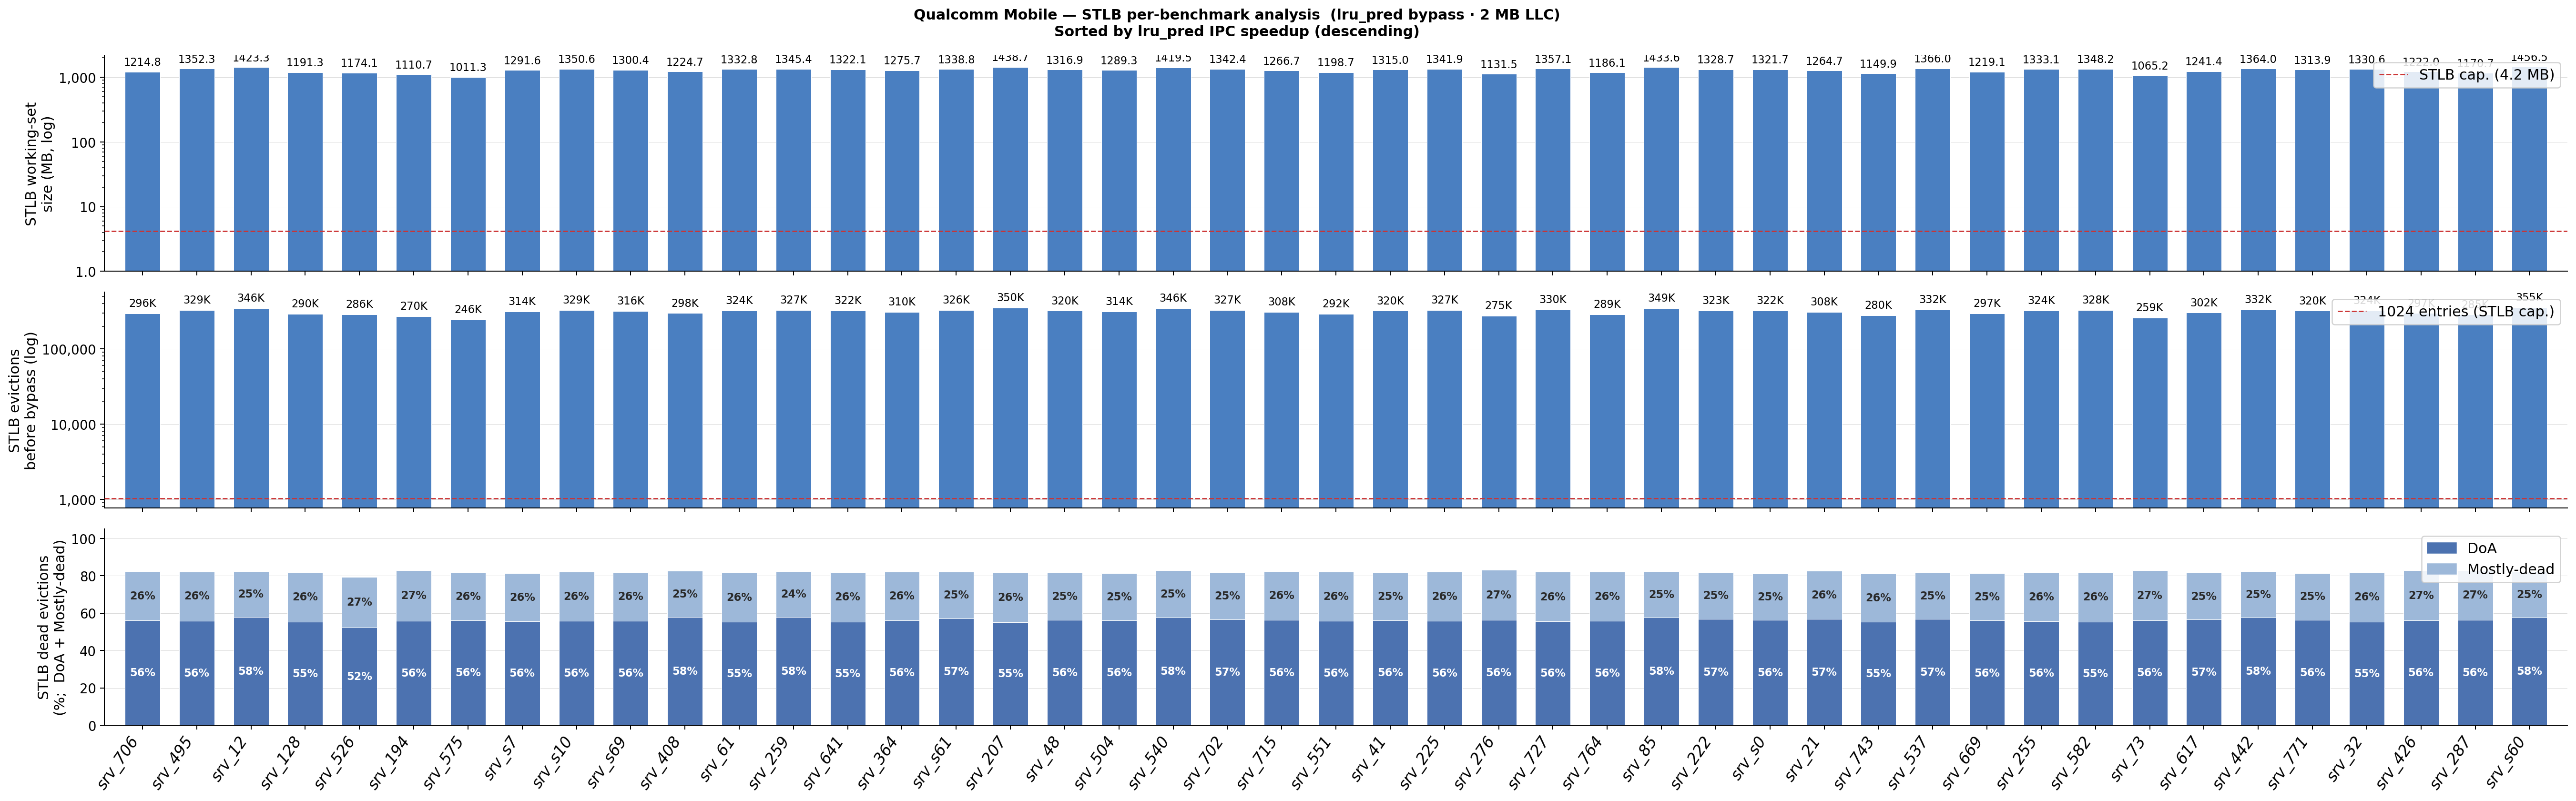 Qualcomm Mobile — STLB per-benchmark analysis  (lru_pred bypass · 2 MB LLC)
Sorted by lru_pred IPC speedup (descending)
STLB working-set
size (MB, log)
1,000
100
10
1.0
1214.8 1352.3 1423.3 1191.3 1174.1 1110.7 1011.3 1291.6 1350.6 1300.4 1224.7 1332.8 1345.4 1322.1 1275.7 1338.8 1438.7 1316.9 1289.3 1419.5 1342.4 1266.7 1198.7 1315.0 1341.9 1131.5 1357.1 1186.1 1433.6 1328.7 1321.7 1264.7 1149.9 1366.0 1219.1 1333.1 1348.2 1065.2 1241.4 1364.0 1313.9 1330.6 1456.5
STLB cap. (4.2 MB)
STLB evictions
before bypass (log)
100,000
10,000
1,000
296K 329K 346K 290K 286K 270K 246K 314K 329K 316K 298K 324K 327K 322K 310K 326K 350K 320K 314K 346K 327K 308K 292K 320K 327K 275K 330K 289K 349K 323K 322K 308K 280K 332K 297K 324K 328K 259K 302K 332K 320K 324K 297K 355K
1024 entries (STLB cap.)
STLB dead evictions
(%;  DoA + Mostly-dead)
100
80
60
40
20
0
DoA
Mostly-dead
26% 26% 25% 26% 27% 27% 26% 26% 26% 26% 25% 26% 24% 26% 26% 25% 26% 25% 25% 25% 25% 26% 26% 25% 26% 27% 26% 26% 25% 25% 25% 26% 26% 25% 25% 26% 26% 27% 25% 25% 25% 26% 27% 27% 25%
56% 56% 58% 55% 52% 56% 56% 56% 56% 56% 58% 55% 58% 55% 56% 57% 55% 56% 56% 58% 57% 56% 56% 56% 56% 56% 56% 56% 58% 57% 56% 57% 55% 57% 56% 56% 55% 56% 57% 58% 56% 55% 56% 56% 58%
srv_706 srv_495 srv_12 srv_128 srv_526 srv_194 srv_575 srv_s7 srv_s10 srv_s69 srv_408 srv_61 srv_259 srv_641 srv_364 srv_s61 srv_207 srv_48 srv_504 srv_540 srv_702 srv_715 srv_551 srv_41 srv_225 srv_276 srv_727 srv_764 srv_85 srv_222 srv_s0 srv_21 srv_743 srv_537 srv_669 srv_255 srv_582 srv_73 srv_617 srv_442 srv_771 srv_32 srv_426 srv_287 srv_s60